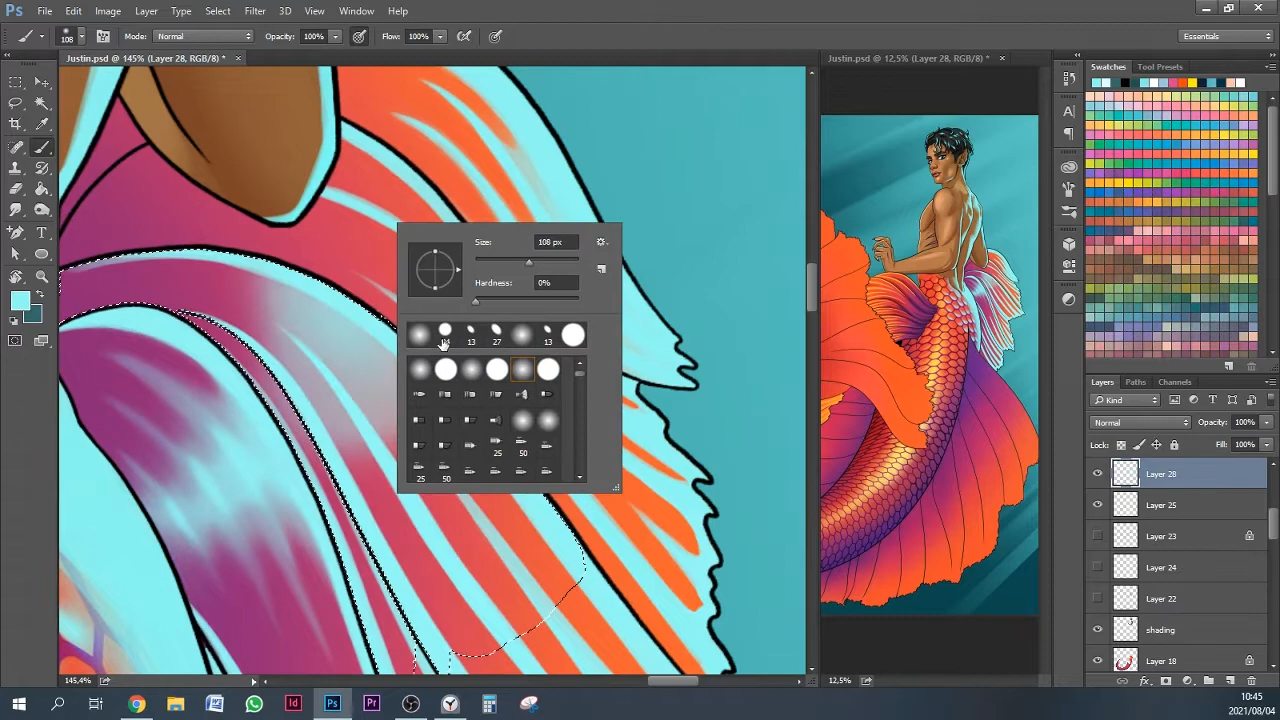 Ps File Edit Image Layer Type Select Filter 3D View Window Help
108 Mode: Normal Opacity: 100% Flow: 100% Essentials
Justin.psd @ 145% (Layer 28, RGB/8) * Justin.psd @ 12,5% (Layer 28, RGB/8) *
Swatches Tool Presets
Size: 108 px
Hardness: 0%
13 27 13
25 50
25 50
Layers Paths Channels
Kind
Normal Opacity: 100%
Lock: Fill: 100%
Layer 28
Layer 25
Layer 23
Layer 24
Layer 22
shading
Layer 18
145,4% 12,5%
10:45
2021/08/04